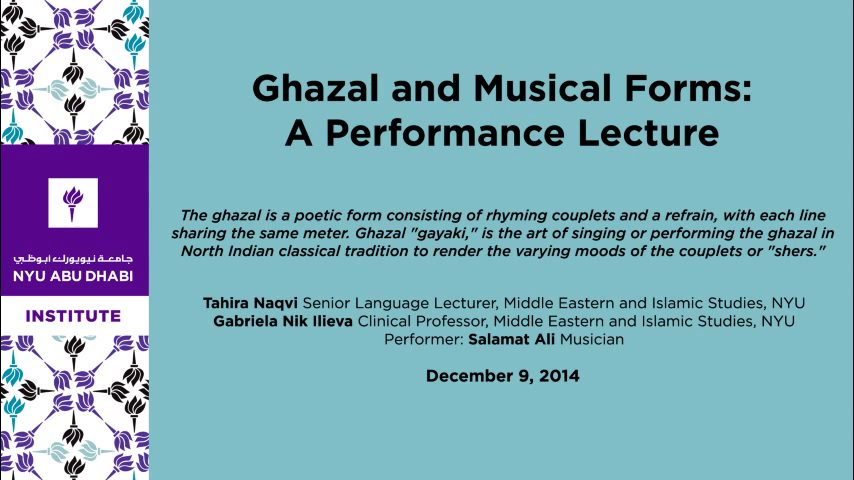 Ghazal and Musical Forms:
A Performance Lecture
The ghazal is a poetic form consisting of rhyming couplets and a refrain, with each line
sharing the same meter. Ghazal "gayaki," is the art of singing or performing the ghazal in
North Indian classical tradition to render the varying moods of the couplets or "shers."
Tahira Naqvi Senior Language Lecturer, Middle Eastern and Islamic Studies, NYU
Gabriela Nik Ilieva Clinical Professor, Middle Eastern and Islamic Studies, NYU
Performer: Salamat Ali Musician
December 9, 2014
جامعة نيويورك أبوظبي
NYU ABU DHABI
INSTITUTE